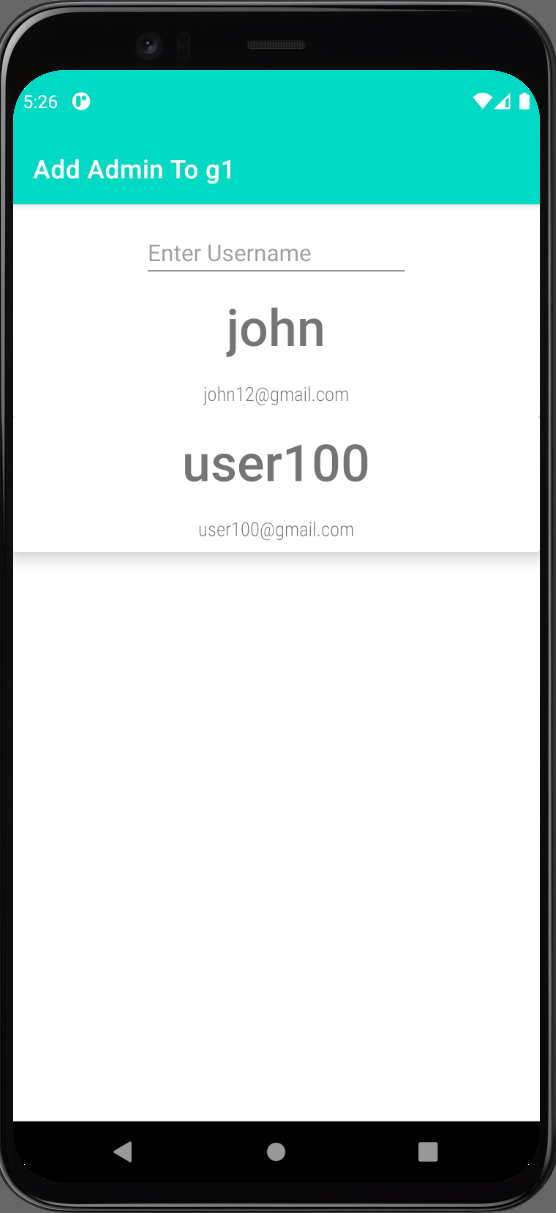 5:26
Add Admin To g1
Enter Username
john
john12@gmail.com
user100
user100@gmail.com